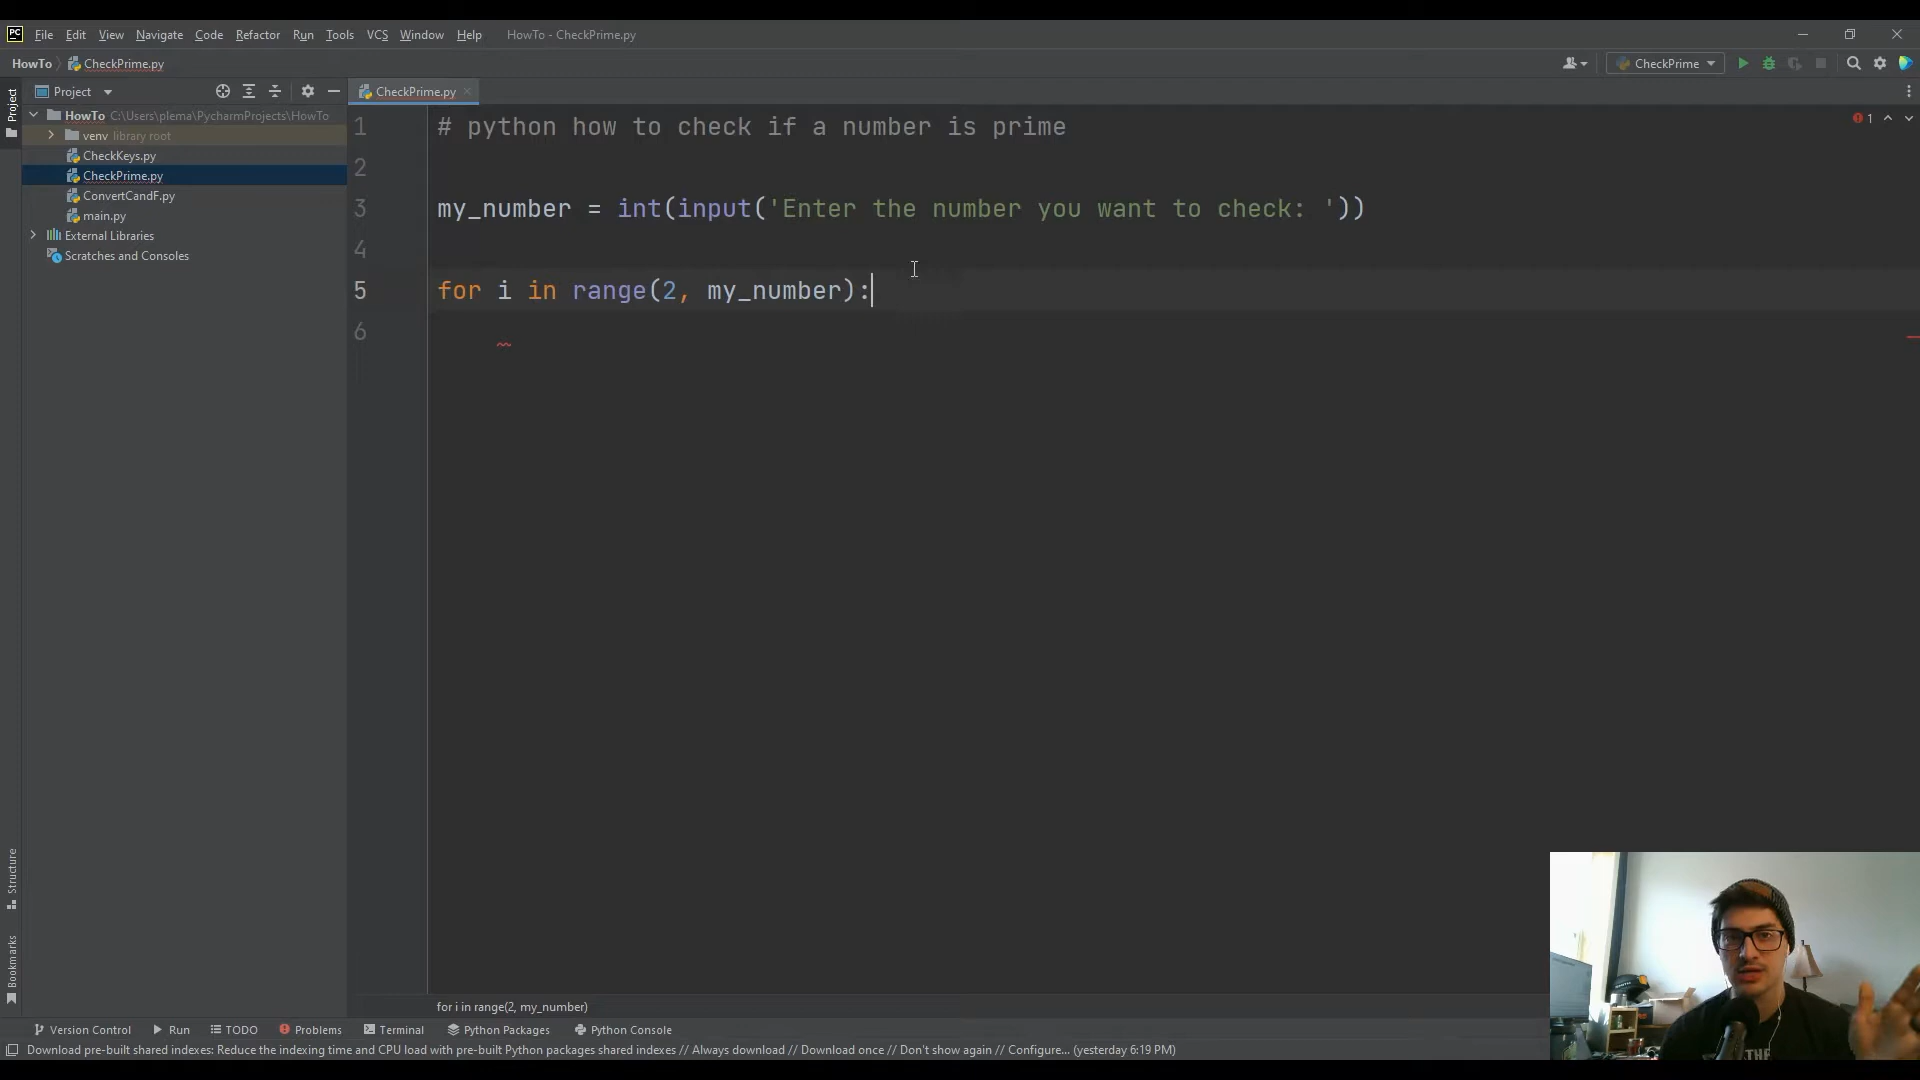 PC File Edit View Navigate Code Refactor Run Tools VCS Window Help HowTo - CheckPrime.py
HowTo CheckPrime.py CheckPrime
Project
Project
CheckPrime.py
HowTo C:\Users\plema\PycharmProjects\HowTo
venv library root
CheckKeys.py
CheckPrime.py
ConvertCandF.py
main.py
External Libraries
Scratches and Consoles
1 # python how to check if a number is prime
1
2
3 my_number = int(input('Enter the number you want to check: '))
4
5 for i in range(2, my_number):
6
Structure
Bookmarks
for i in range(2, my_number)
Version Control Run TODO Problems Terminal Python Packages Python Console
Download pre-built shared indexes: Reduce the indexing time and CPU load with pre-built Python packages shared indexes // Always download // Download once // Don't show again // Configure... (yesterday 6:19 PM)
THE